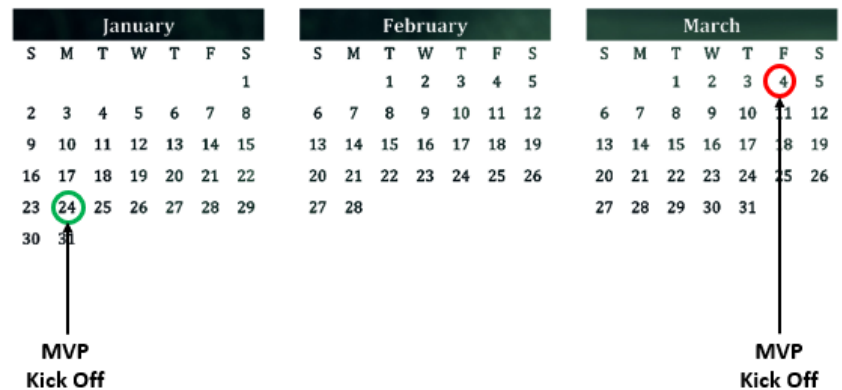 January February March
S M T W T F S S M T W T F S S M T W T F S
1 1 2 3 4 5 1 2 3 4 5
2 3 4 5 6 7 8 6 7 8 9 10 11 12 6 7 8 9 10 11 12
9 10 11 12 13 14 15 13 14 15 16 17 18 19 13 14 15 16 17 18 19
16 17 18 19 20 21 22 20 21 22 23 24 25 26 20 21 22 23 24 25 26
23 24 25 26 27 28 29 27 28 27 28 29 30 31
30 31
MVP MVP
Kick Off Kick Off